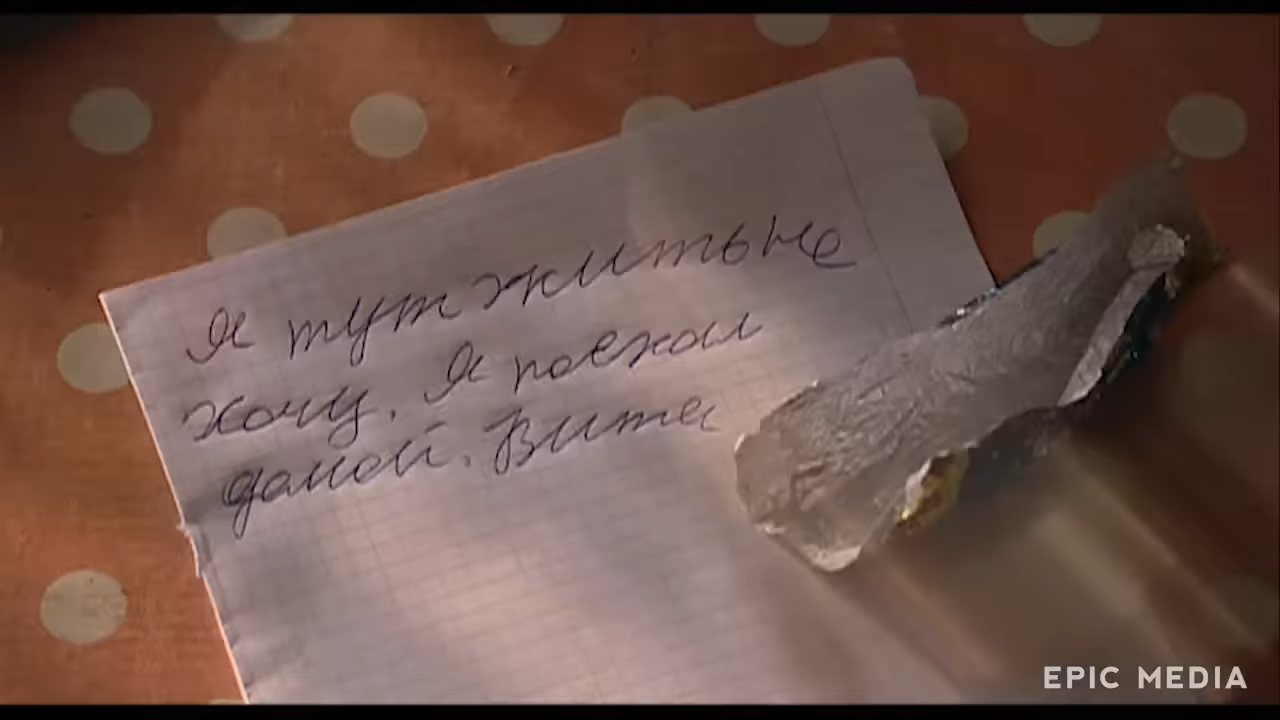 Я тут жить не
хочу. Я поехал
домой. Витя
EPIC MEDIA